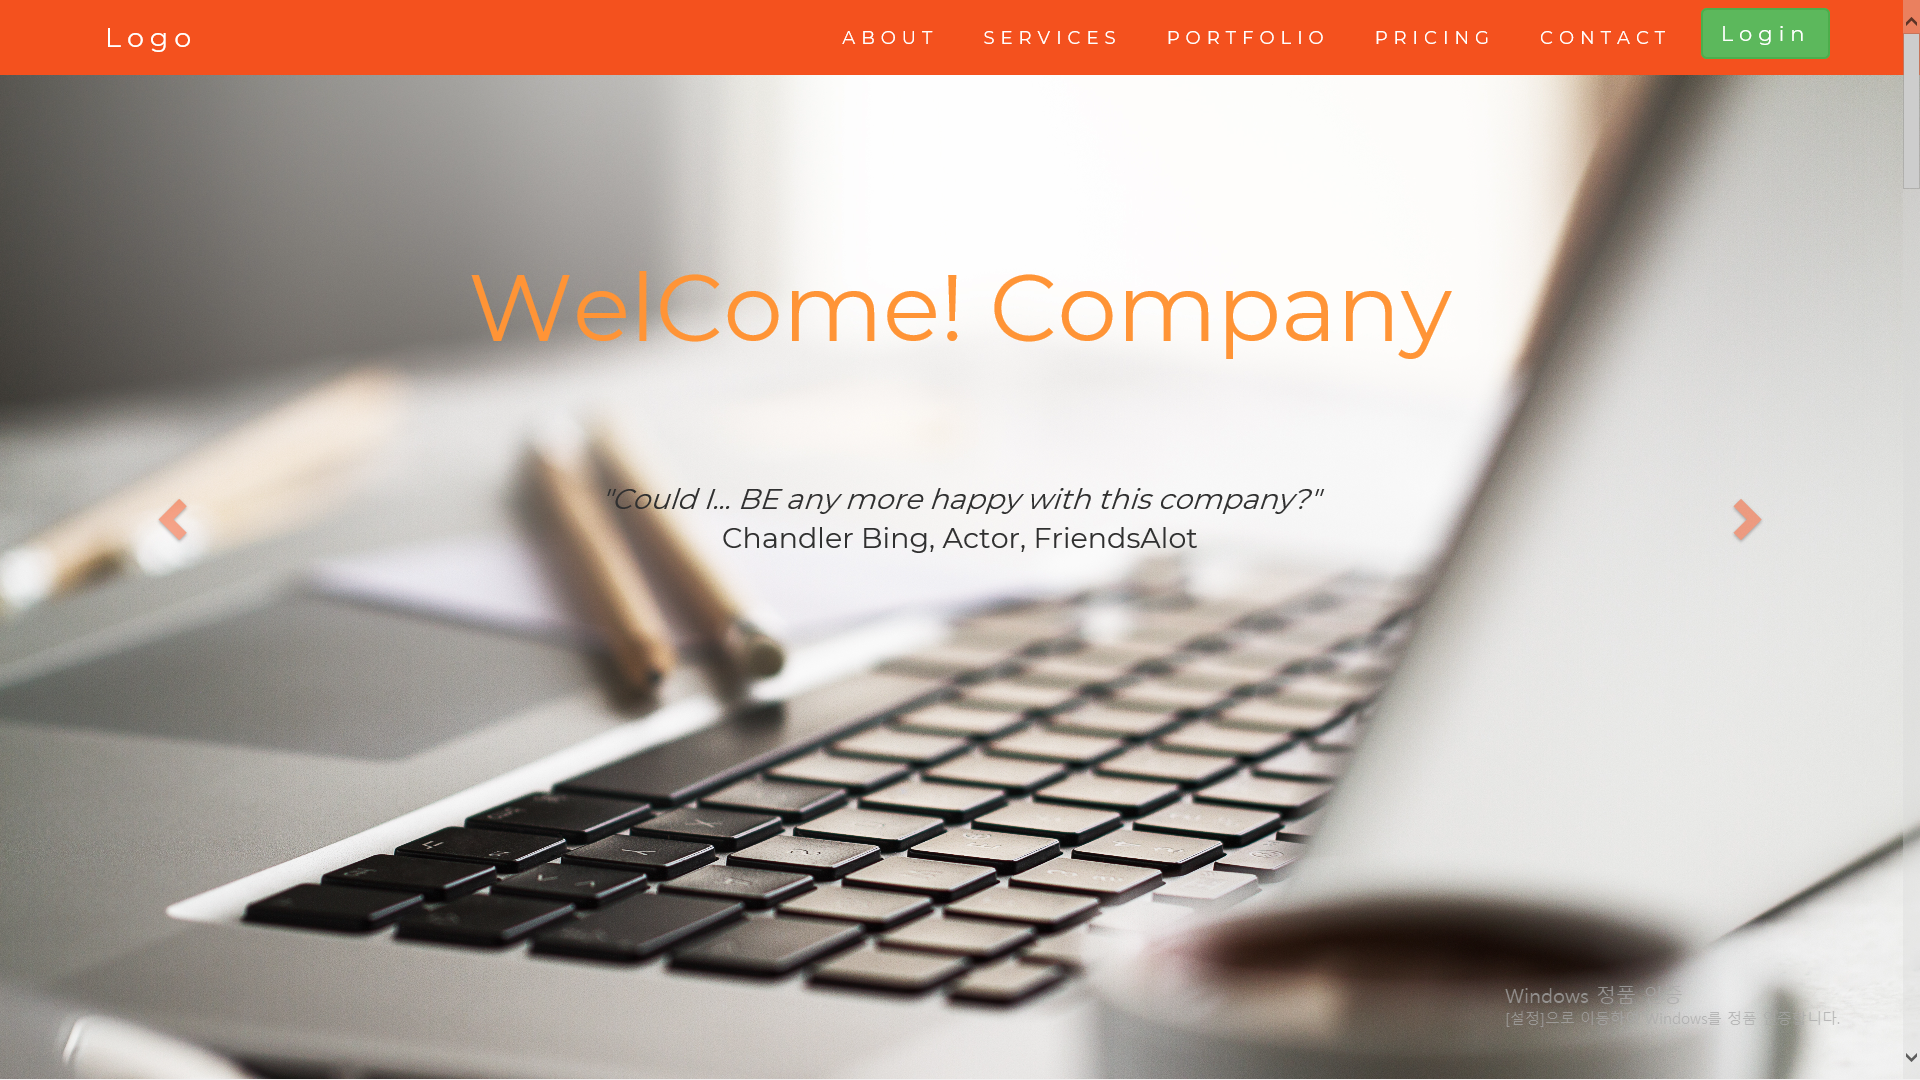 Logo
ABOUT SERVICES PORTFOLIO PRICING CONTACT Login
WelCome! Company
"Could I... BE any more happy with this company?"
Chandler Bing, Actor, FriendsAlot
Windows 정품 인증
[설정]으로 이동하여 Windows를 정품 인증합니다.